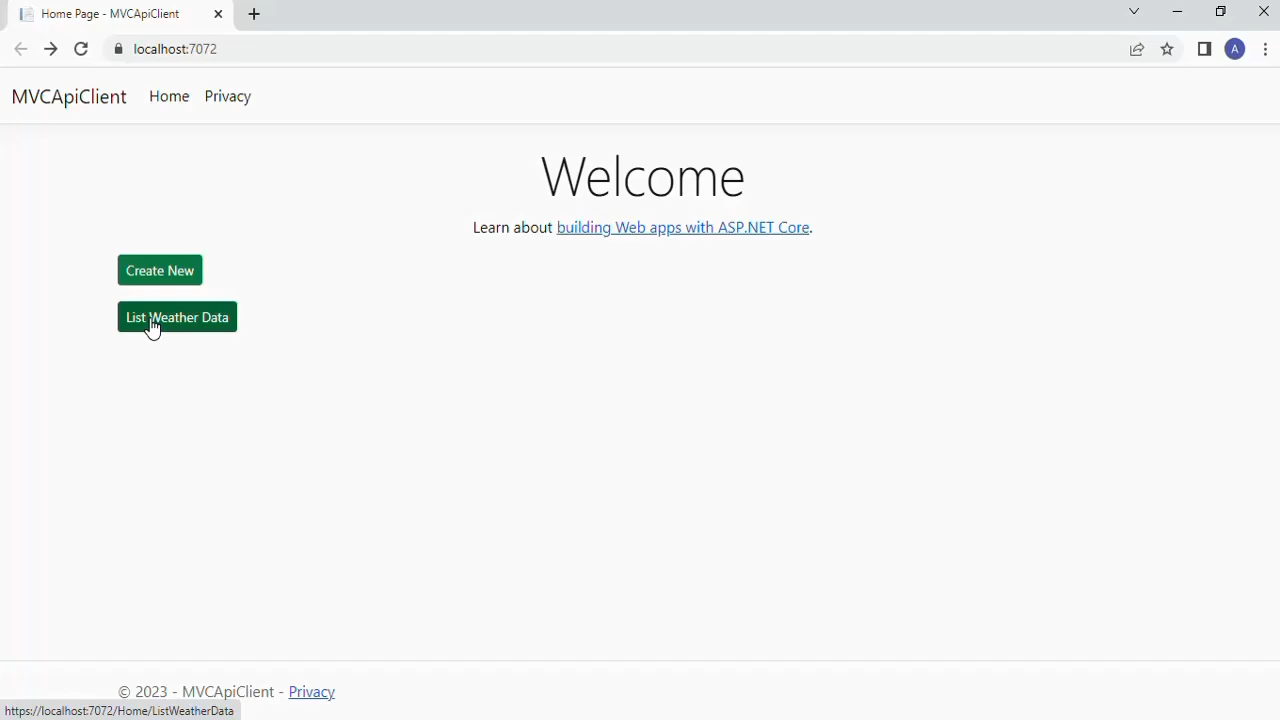 Home Page - MVCApiClient
localhost:7072
A
MVCApiClient Home Privacy
Welcome
Learn about building Web apps with ASP.NET Core.
Create New
List Weather Data
© 2023 - MVCApiClient - Privacy
https://localhost:7072/Home/ListWeatherData